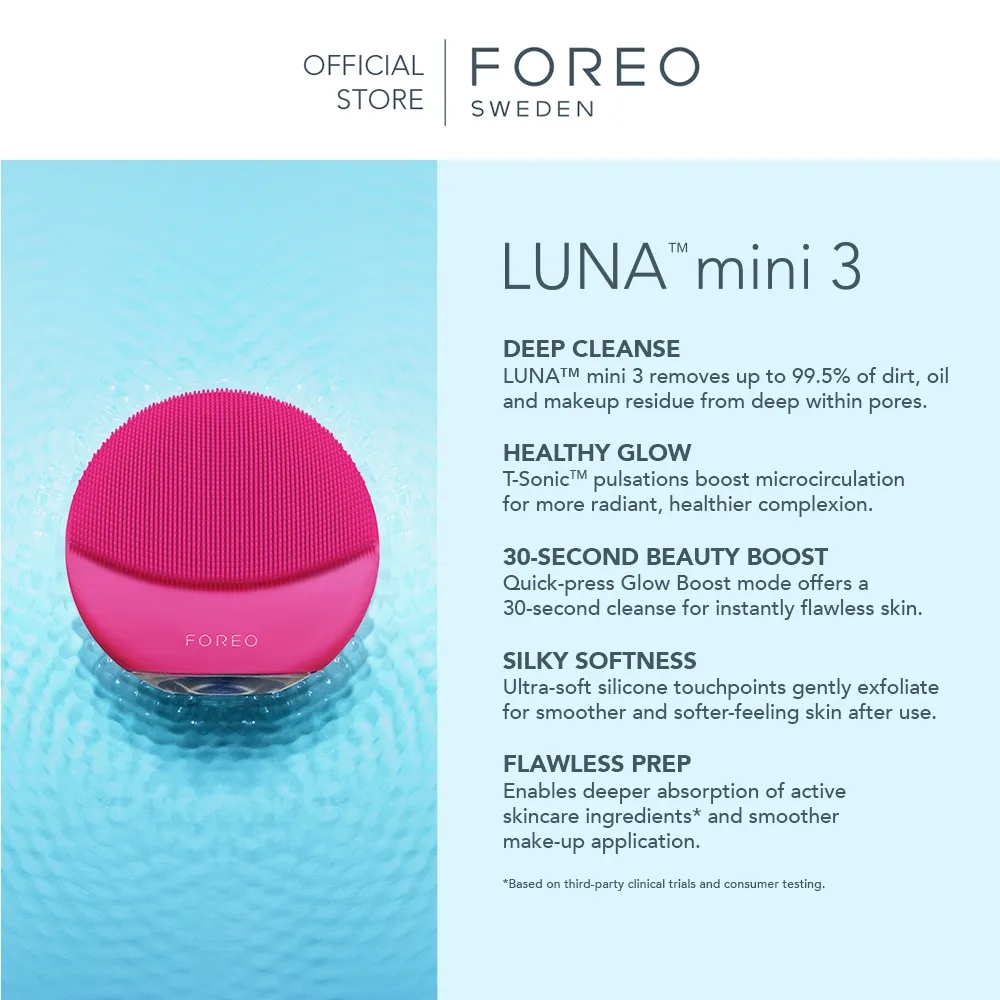 OFFICIAL
STORE
FOREO
SWEDEN
LUNA™ mini 3
DEEP CLEANSE
LUNA™ mini 3 removes up to 99.5% of dirt, oil
and makeup residue from deep within pores.
HEALTHY GLOW
T-Sonic™ pulsations boost microcirculation
for more radiant, healthier complexion.
30-SECOND BEAUTY BOOST
Quick-press Glow Boost mode offers a
30-second cleanse for instantly flawless skin.
SILKY SOFTNESS
Ultra-soft silicone touchpoints gently exfoliate
for smoother and softer-feeling skin after use.
FLAWLESS PREP
Enables deeper absorption of active
skincare ingredients* and smoother
make-up application.
*Based on third-party clinical trials and consumer testing.
FOREO